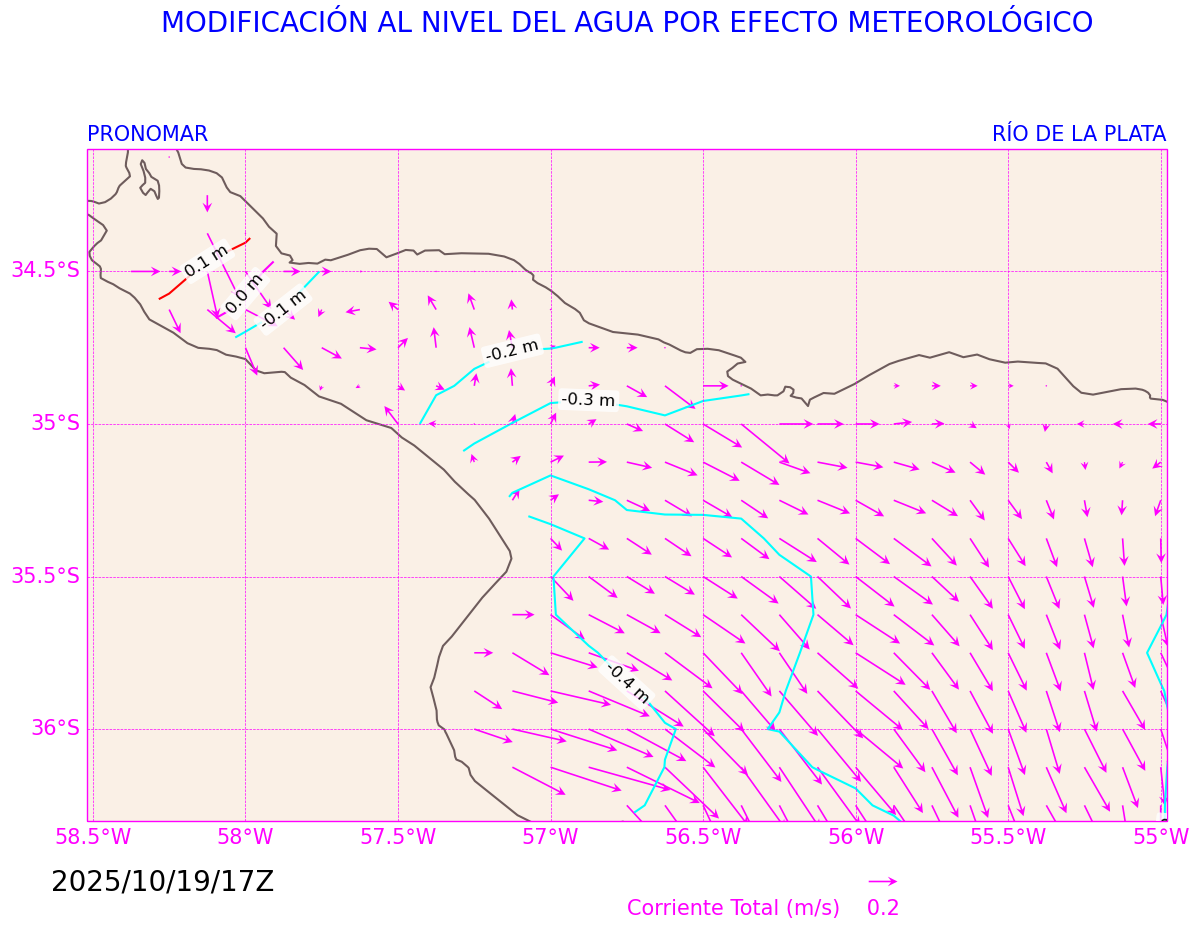 MODIFICACIÓN AL NIVEL DEL AGUA POR EFECTO METEOROLÓGICO
PRONOMAR
RÍO DE LA PLATA
0.1 m
0.0 m
-0.1 m
-0.2 m
-0.3 m
-0.4 m
34.5°S
35°S
35.5°S
36°S
58.5°W 58°W 57.5°W 57°W 56.5°W 56°W 55.5°W 55°W
2025/10/19/17Z
Corriente Total (m/s) 0.2